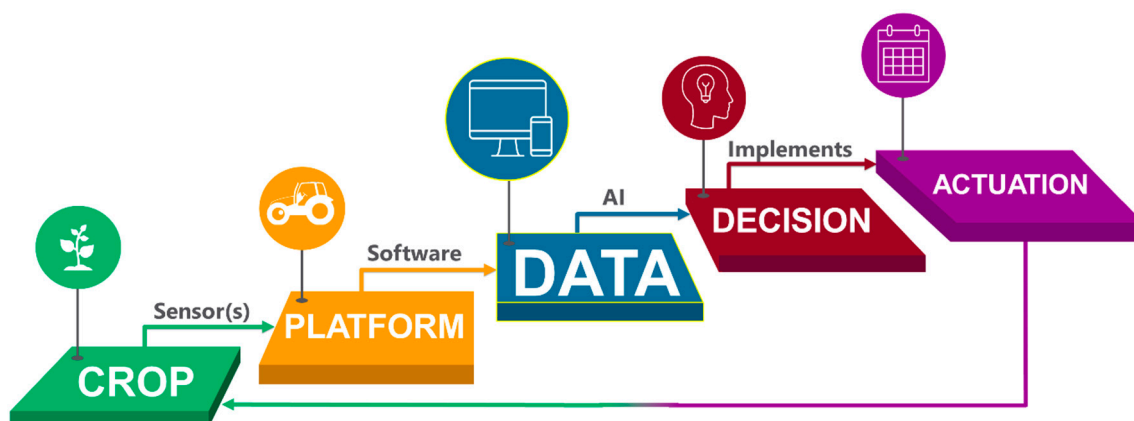 CROP
Sensor(s)
PLATFORM
Software
DATA
AI
DECISION
Implements
ACTUATION